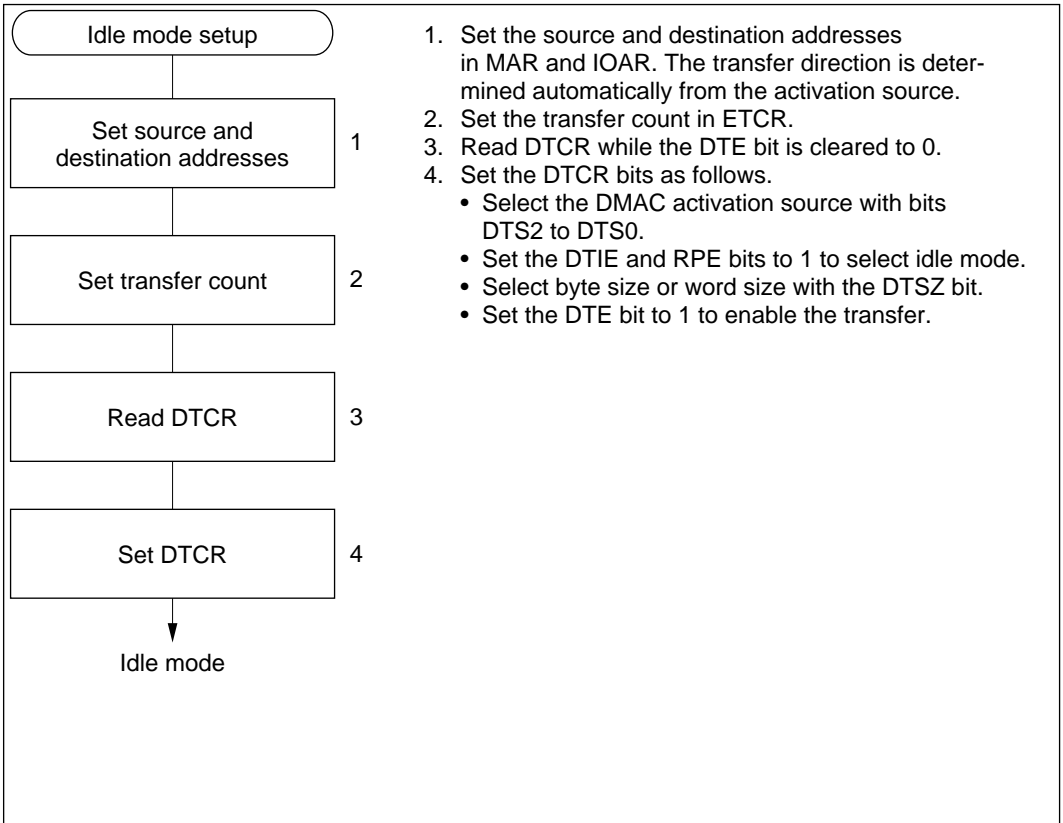 Idle mode setup
Set source and
destination addresses
1
Set transfer count
2
Read DTCR
3
Set DTCR
4
Idle mode
1. Set the source and destination addresses
in MAR and IOAR. The transfer direction is deter-
mined automatically from the activation source.
2. Set the transfer count in ETCR.
3. Read DTCR while the DTE bit is cleared to 0.
4. Set the DTCR bits as follows.
• Select the DMAC activation source with bits
DTS2 to DTS0.
• Set the DTIE and RPE bits to 1 to select idle mode.
• Select byte size or word size with the DTSZ bit.
• Set the DTE bit to 1 to enable the transfer.